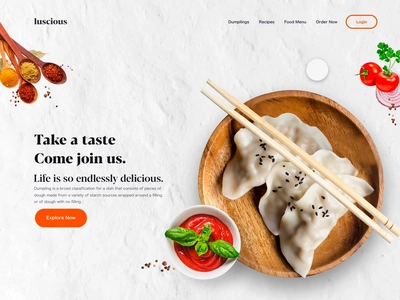 luscious
Dumplings Recipes Food Menu Order Now Login
Take a taste
Come join us.
Life is so endlessly delicious.
Dumpling is a broad classification for a dish that consists of pieces of
dough made from a variety of starch sources wrapped around a filling
or of dough with no filling.
Explore Now